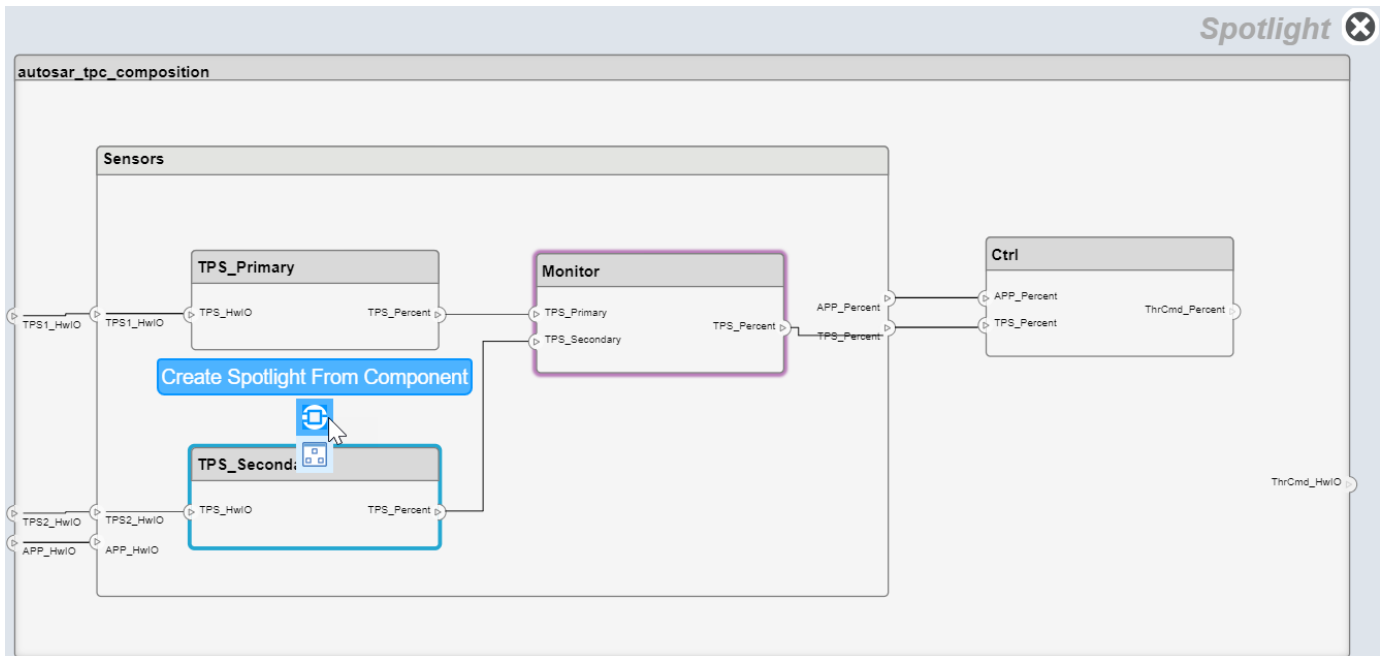 Spotlight
autosar_tpc_composition
Sensors
TPS_Primary
TPS_HwIO
TPS_Percent
Monitor
TPS_Primary
TPS_Secondary
TPS_Percent
Ctrl
APP_Percent
TPS_Percent
ThrCmd_Percent
TPS1_HwIO
TPS1_HwIO
APP_Percent
TPS_Percent
Create Spotlight From Component
TPS_Seconda
TPS_HwIO
TPS_Percent
TPS2_HwIO
TPS2_HwIO
APP_HwIO
APP_HwIO
ThrCmd_HwIO